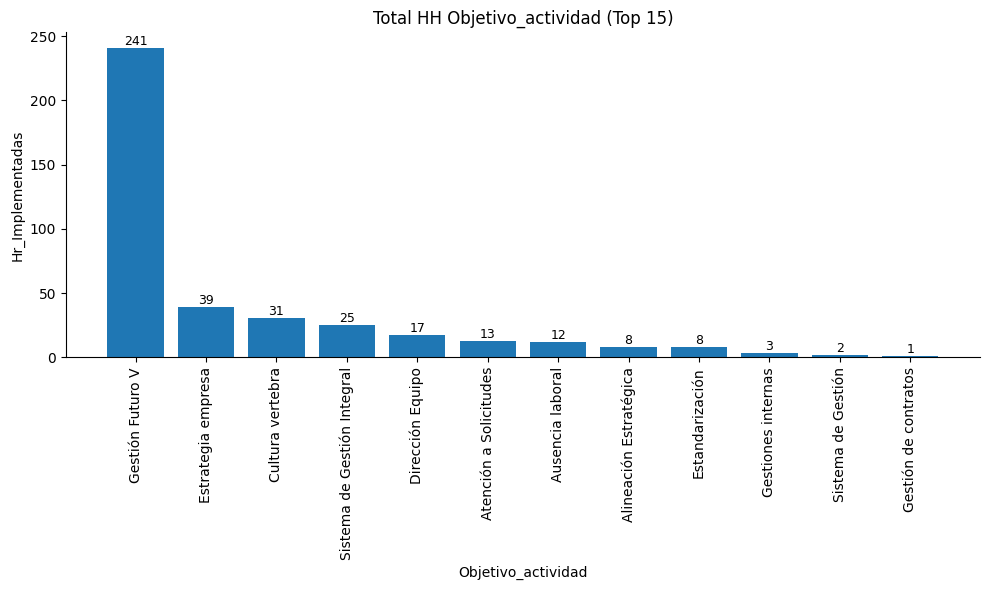 Total HH Objetivo_actividad (Top 15)
Hr_Implementadas
250
200
150
100
50
0
241
39
31
25
17
13
12
8
8
3
2
1
Gestión Futuro V
Estrategia empresa
Cultura vertebra
Sistema de Gestión Integral
Dirección Equipo
Atención a Solicitudes
Ausencia laboral
Alineación Estratégica
Estandarización
Gestiones internas
Sistema de Gestión
Gestión de contratos
Objetivo_actividad